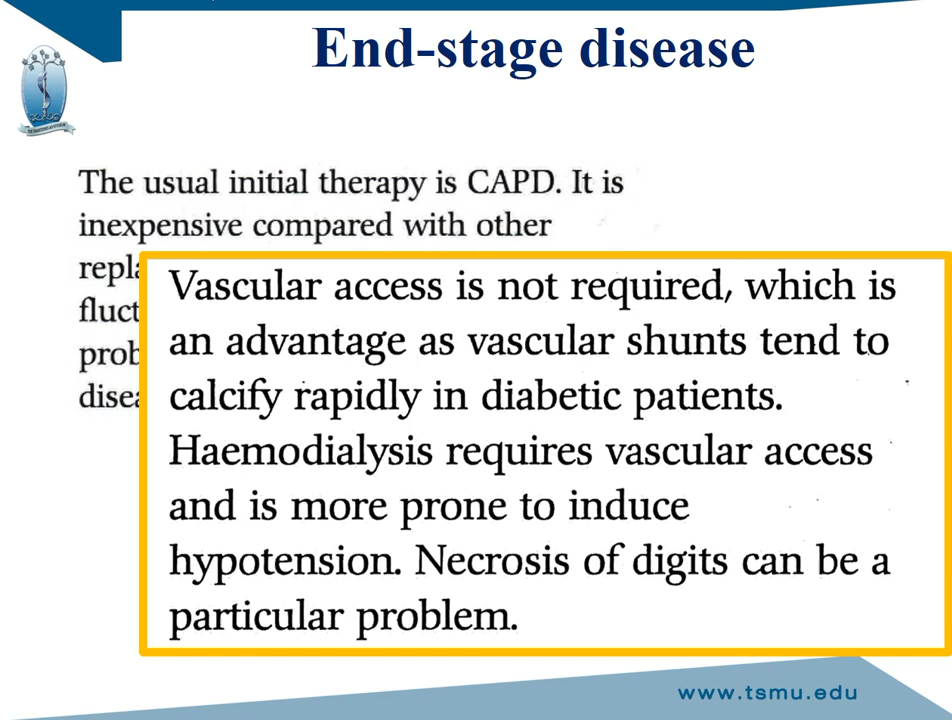 End-stage disease
The usual initial therapy is CAPD. It is
inexpensive compared with other
Vascular access is not required, which is
an advantage as vascular shunts tend to
calcify rapidly in diabetic patients.
Haemodialysis requires vascular access
and is more prone to induce
hypotension. Necrosis of digits can be a
particular problem.
www.tsmu.edu